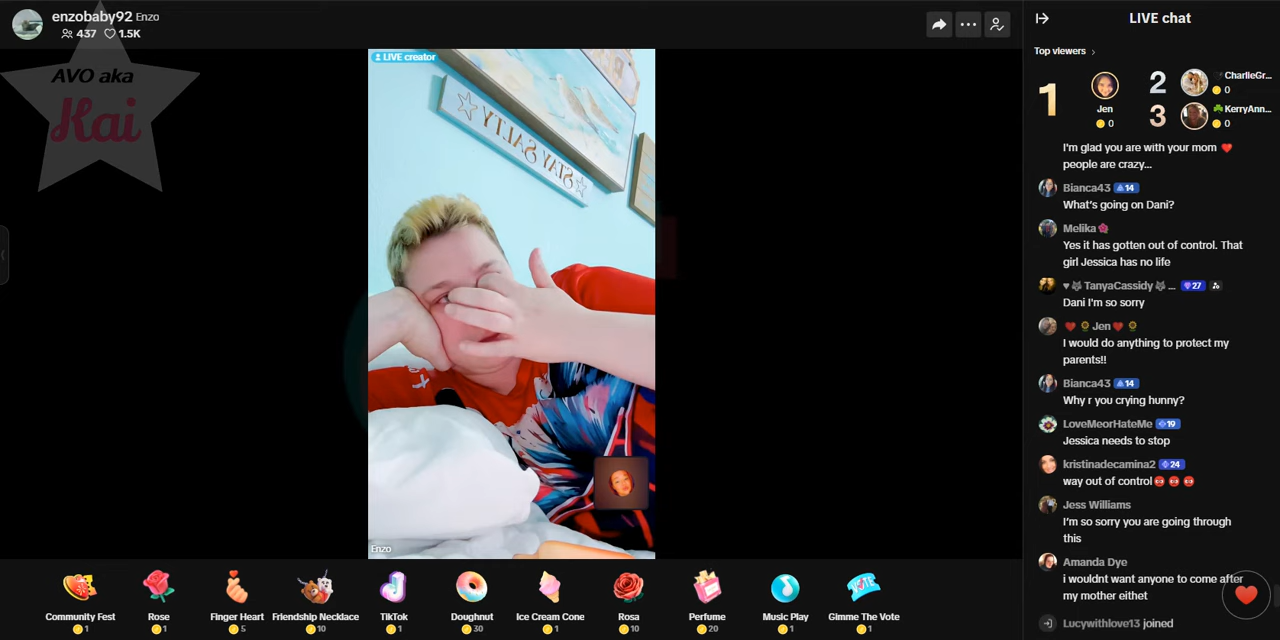 enzobaby92 Enzo
437 1.5K
AVO aka
Kai
LIVE creator
STAY SALTY
Enzo
Community Fest
1
Rose
1
Finger Heart
5
Friendship Necklace
10
TikTok
1
Doughnut
30
Ice Cream Cone
1
Rosa
10
Perfume
20
Music Play
1
VOTE
Gimme The Vote
1
LIVE chat
Top viewers
1
Jen
0
2
CharlieGr...
0
3
KerryAnn...
0
I'm glad you are with your mom ❤️
people are crazy...
Bianca43 14
What's going on Dani?
Melika🌺
Yes it has gotten out of control. That
girl Jessica has no life
♥🐺TanyaCassidy🐺... 27
Dani I'm so sorry
❤️🌻Jen❤️🌻
I would do anything to protect my
parents!!
Bianca43 14
Why r you crying hunny?
LoveMeorHateMe 19
Jessica needs to stop
kristinadecamina2 24
way out of control
Jess Williams
I'm so sorry you are going through
this
Amanda Dye
i wouldnt want anyone to come after
my mother eithet
Lucywithlove13 joined